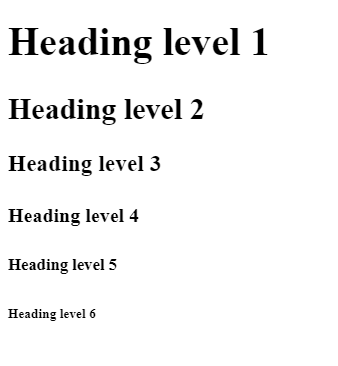 Heading level 1
Heading level 2
Heading level 3
Heading level 4
Heading level 5
Heading level 6